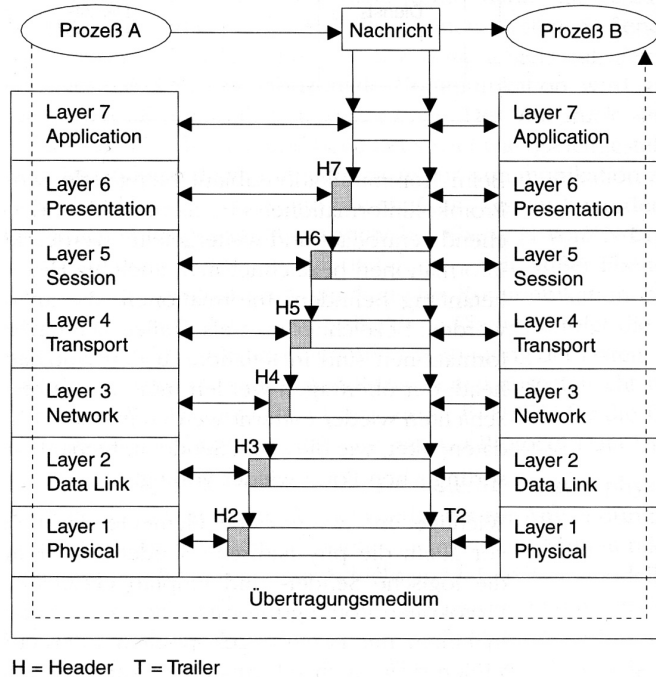 Prozeß A
Nachricht
Prozeß B
Layer 7
Application
Layer 7
Application
H7
Layer 6
Presentation
Layer 6
Presentation
H6
Layer 5
Session
Layer 5
Session
H5
Layer 4
Transport
Layer 4
Transport
H4
Layer 3
Network
Layer 3
Network
H3
Layer 2
Data Link
Layer 2
Data Link
H2
T2
Layer 1
Physical
Layer 1
Physical
Übertragungsmedium
H = Header T = Trailer